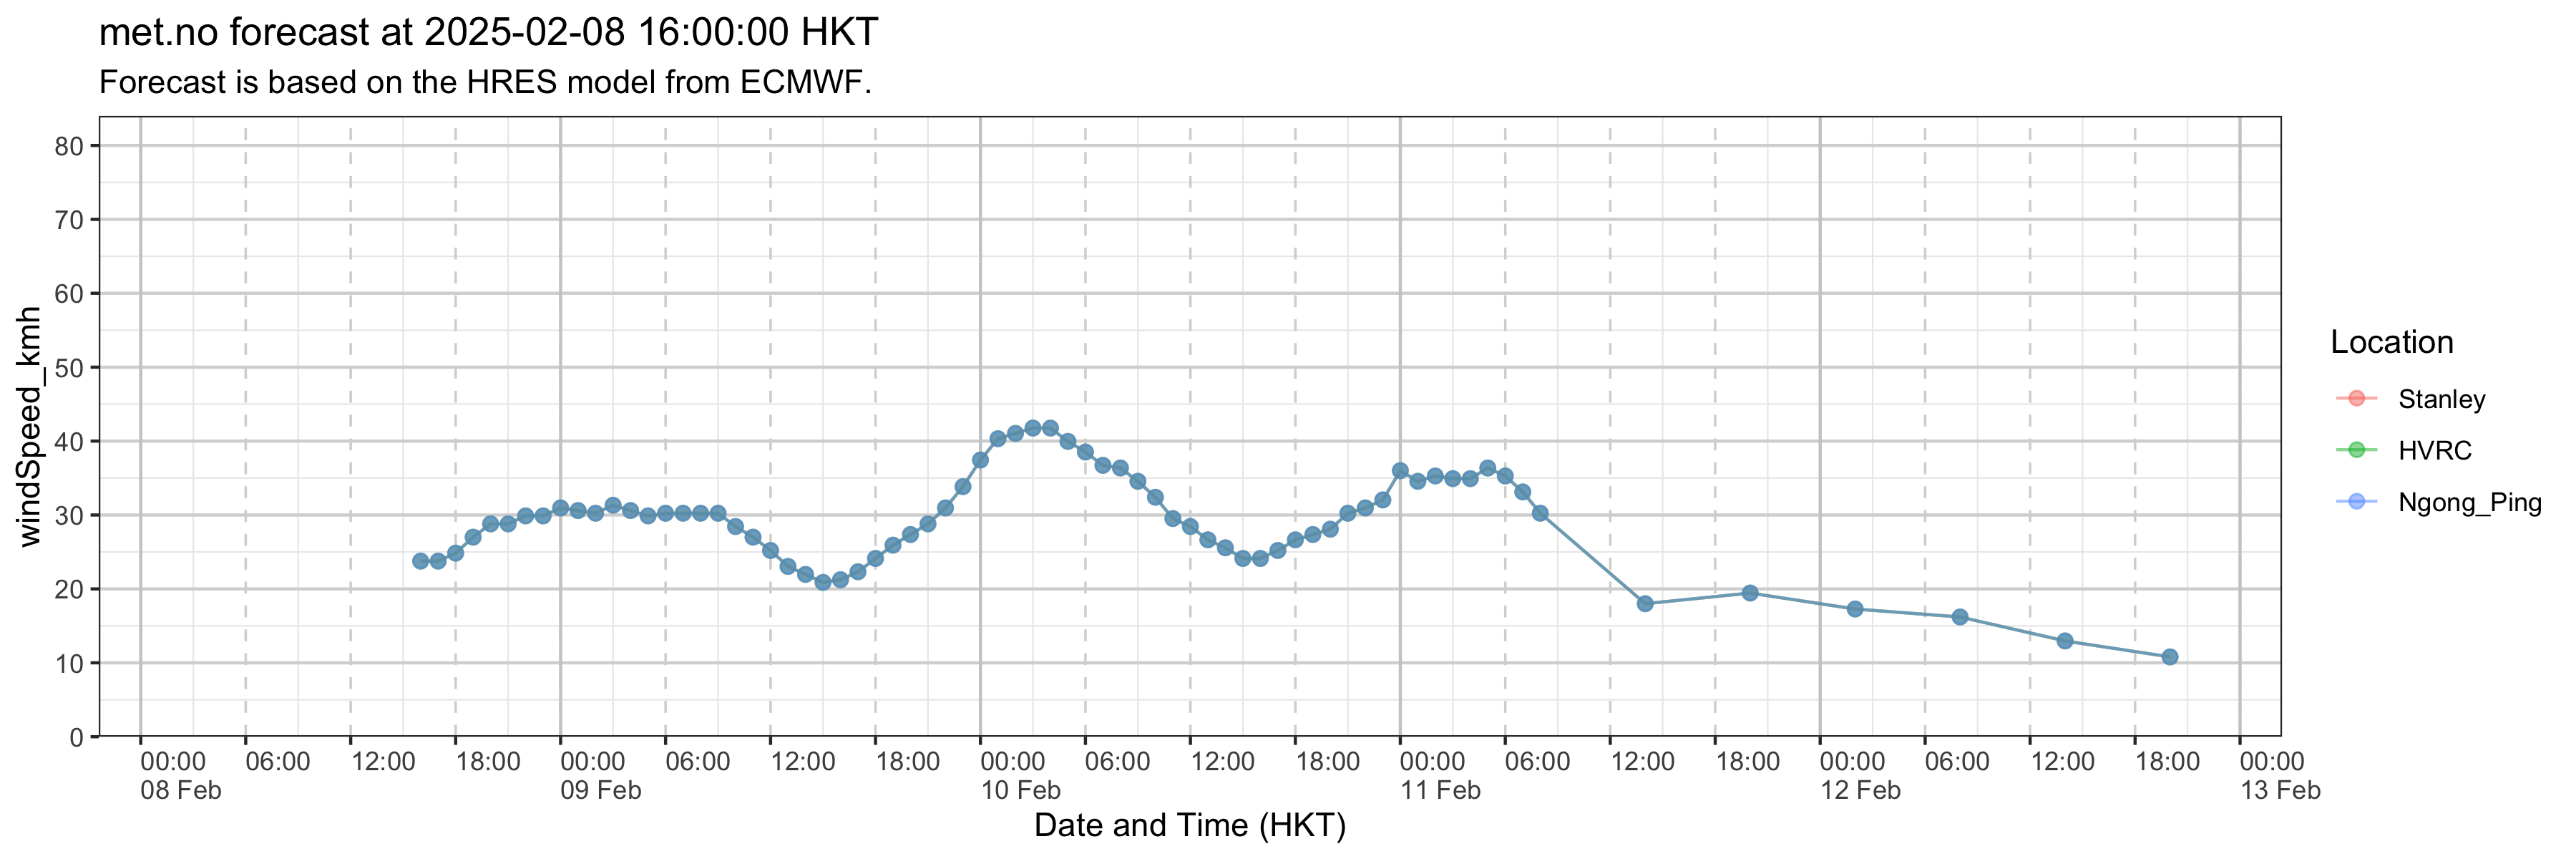 met.no forecast at 2025-02-08 16:00:00 HKT
Forecast is based on the HRES model from ECMWF.
windSpeed_kmh
80
70
60
50
40
30
20
10
0
00:00 06:00 12:00 18:00 00:00 06:00 12:00 18:00 00:00 06:00 12:00 18:00 00:00 06:00 12:00 18:00 00:00 06:00 12:00 18:00 00:00
08 Feb 09 Feb 10 Feb 11 Feb 12 Feb 13 Feb
Date and Time (HKT)
Location
Stanley
HVRC
Ngong_Ping